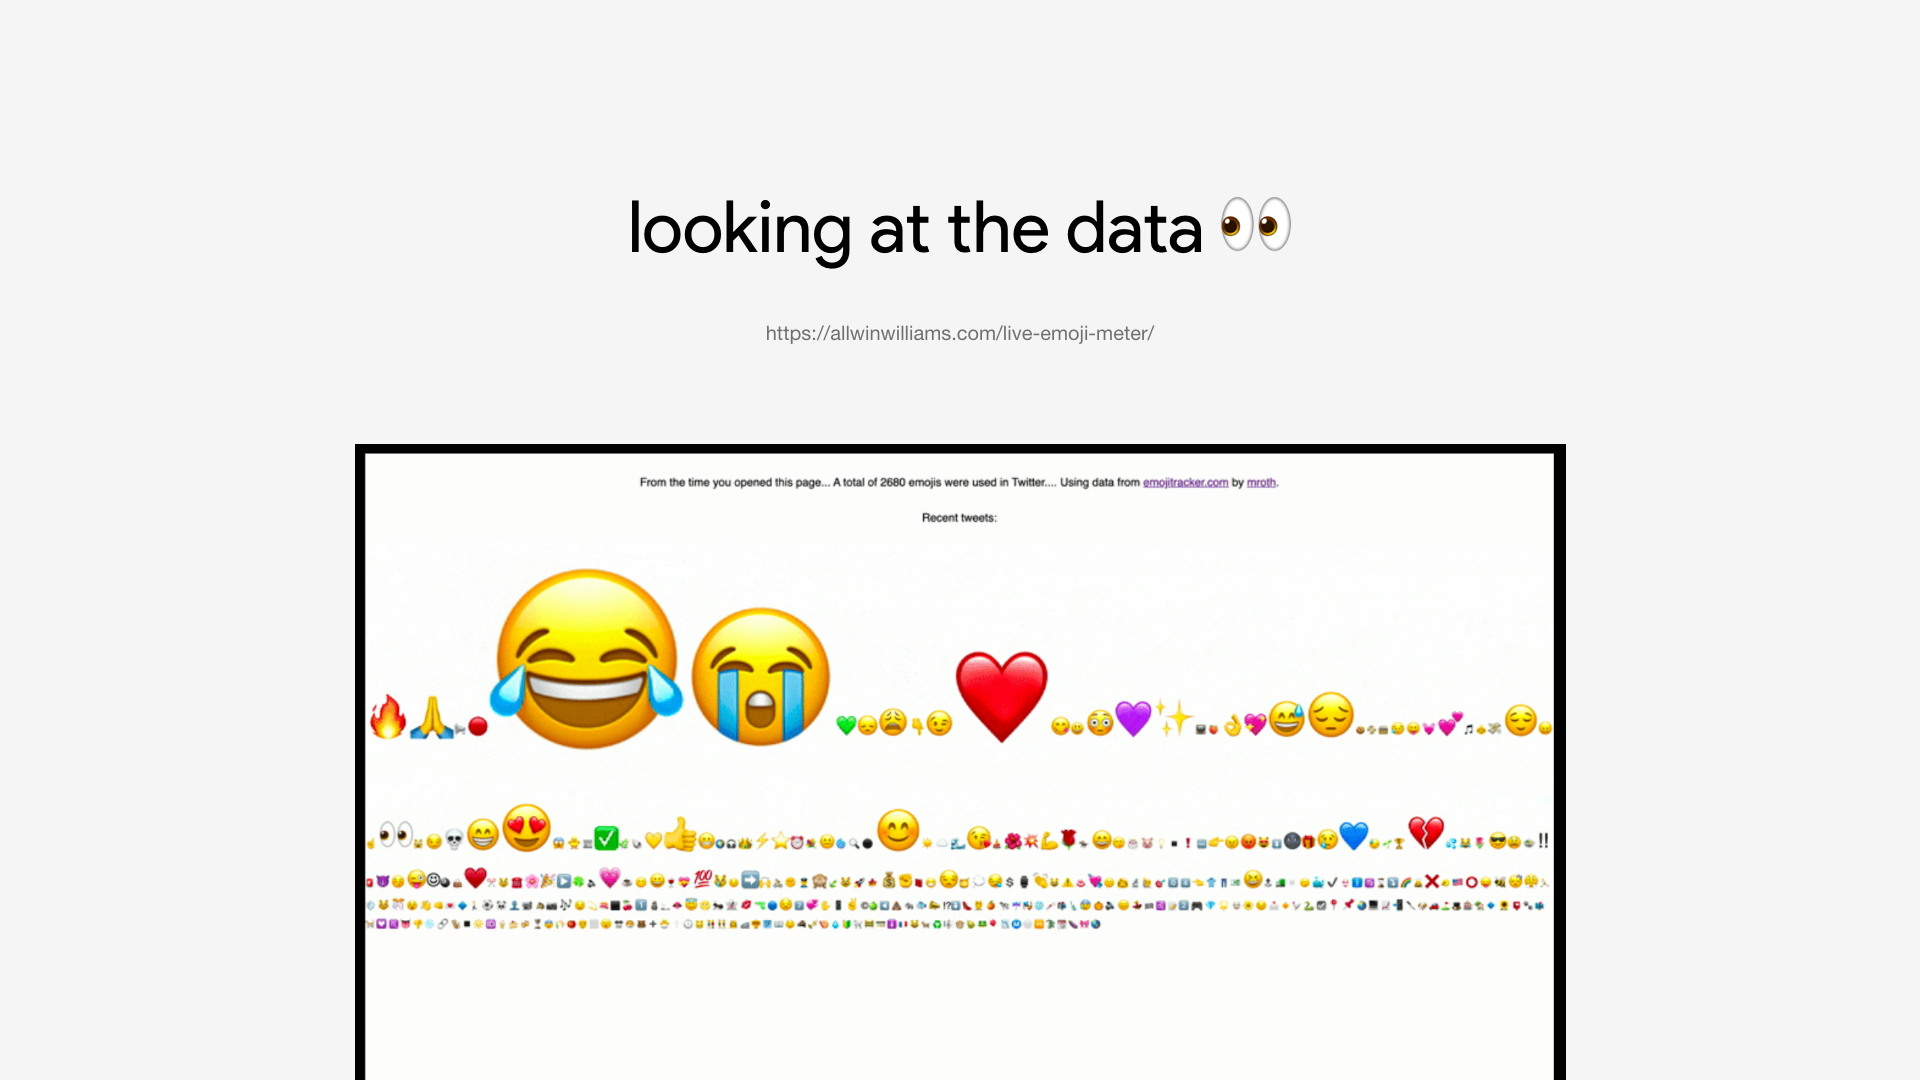 looking at the data 👀
https://allwinwilliams.com/live-emoji-meter/
From the time you opened this page... A total of 2680 emojis were used in Twitter.... Using data from emojitracker.com by mroth.
Recent tweets: